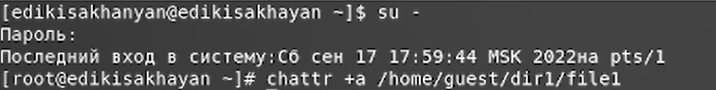 [edikisakhanyan@edikisakhayan ~]$ su -
Пароль:
Последний вход в систему:Сб сен 17 17:59:44 MSK 2022на pts/1
[root@edikisakhayan ~]# chattr +a /home/guest/dir1/file1